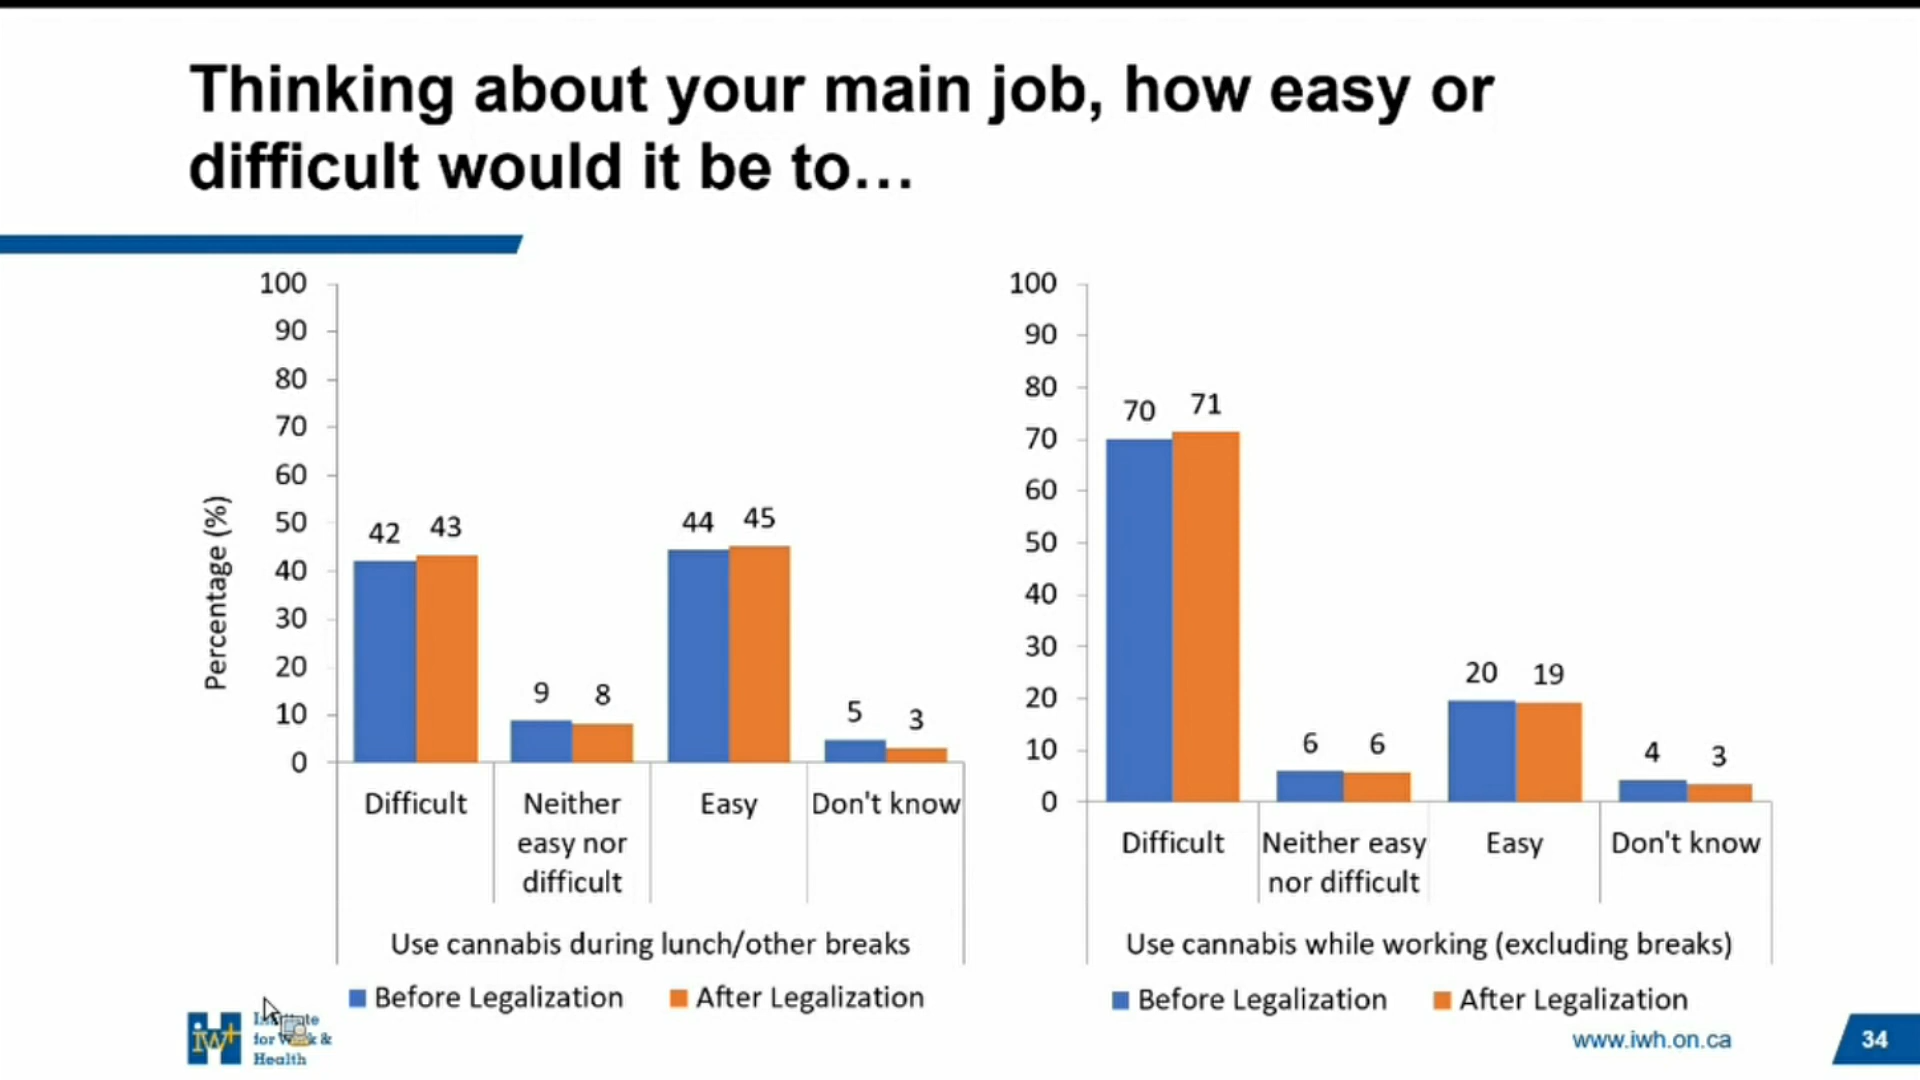 Thinking about your main job, how easy or
difficult would it be to...
Percentage (%)
100
90
80
70
60
50
40
30
20
10
0
42
43
9
8
44
45
5
3
Difficult
Neither
easy nor
difficult
Easy
Don't know
Use cannabis during lunch/other breaks
Before Legalization
After Legalization
100
90
80
70
60
50
40
30
20
10
0
70
71
6
6
20
19
4
3
Difficult
Neither easy
nor difficult
Easy
Don't know
Use cannabis while working (excluding breaks)
Before Legalization
After Legalization
iw+
for &
Health
www.iwh.on.ca
34